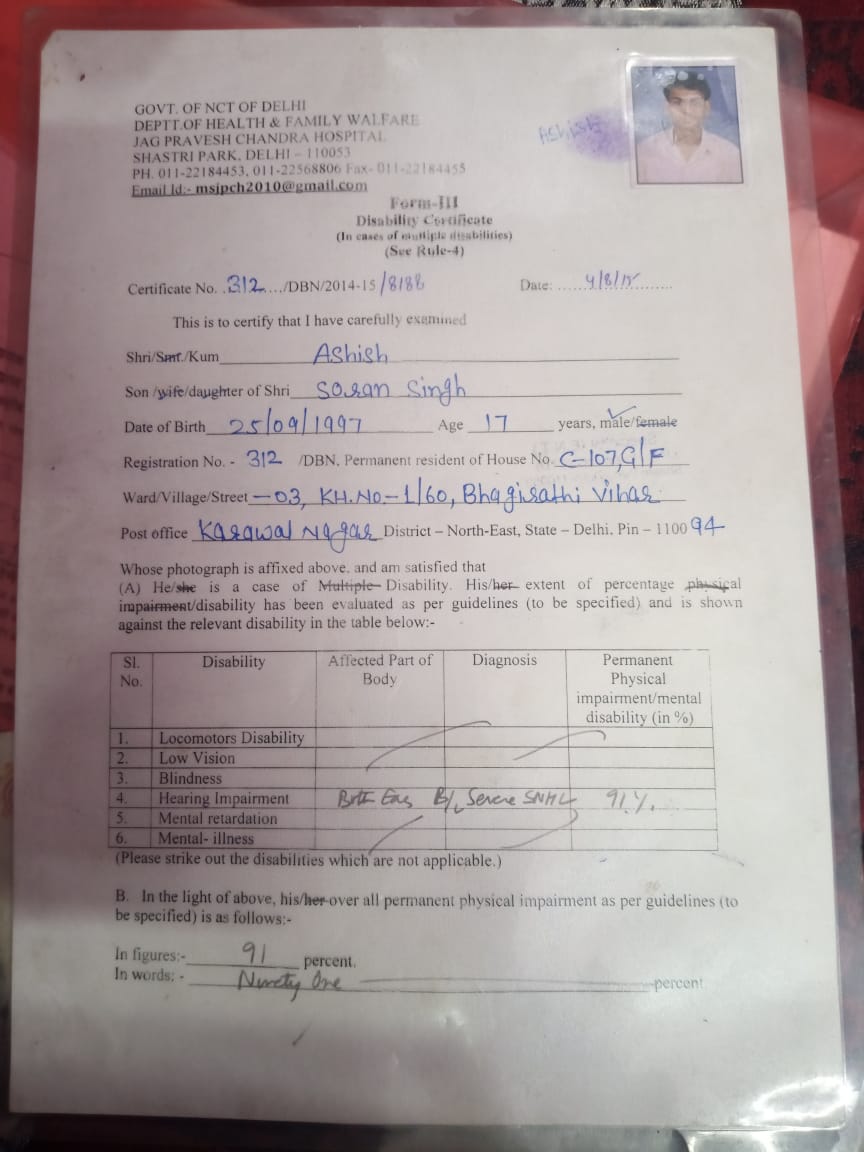 GOVT. OF NCT OF DELHI
DEPTT.OF HEALTH & FAMILY WALFARE
JAG PRAVESH CHANDRA HOSPITAL
SHASTRI PARK, DELHI – 110053
PH. 011-22184453, 011-22568806 Fax- 011-22184455
Email Id:- msjpch2010@gmail.com
Ashish
Form-III
Disability Certificate
(In cases of multiple disabilities)
(See Rule-4)
Certificate No. .312..../DBN/2014-15/8188 Date: ......4/8/15.........
This is to certify that I have carefully examined
Shri/Smt./Kum Ashish
Son /wife/daughter of Shri Soran Singh
Date of Birth 25/09/1997 Age 17 years, male/female
Registration No. - 312 /DBN, Permanent resident of House No. C-107,G/F
Ward/Village/Street –03, KH.NO–1/60, Bhagirathi Vihar
Post office Karawal Nagar District – North-East, State – Delhi. Pin – 110094
Whose photograph is affixed above, and am satisfied that
(A) He/she is a case of Multiple Disability. His/her extent of percentage physical
impairment/disability has been evaluated as per guidelines (to be specified) and is shown
against the relevant disability in the table below:-
Sl. No. Disability Affected Part of Body Diagnosis Permanent Physical impairment/mental disability (in %)
1. Locomotors Disability
2. Low Vision
3. Blindness
4. Hearing Impairment Both Ears B/L Severe SNHL 91%.
5. Mental retardation
6. Mental- illness
(Please strike out the disabilities which are not applicable.)
B. In the light of above, his/her over all permanent physical impairment as per guidelines (to
be specified) is as follows:-
In figures:- 91 percent.
In words: - Ninety One percent